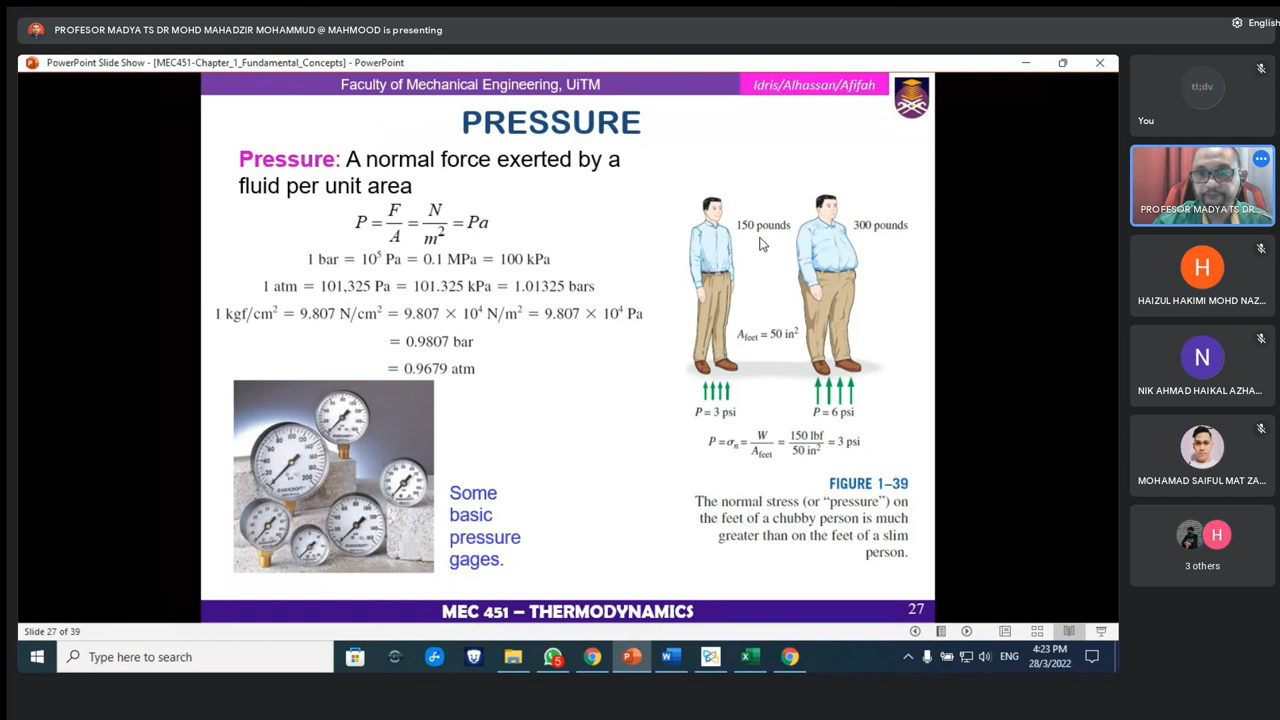 PROFESOR MADYA TS DR MOHD MAHADZIR MOHAMMUD @ MAHMOOD is presenting
English
PowerPoint Slide Show - [MEC451-Chapter_1_Fundamental_Concepts] - PowerPoint
Faculty of Mechanical Engineering, UiTM
Idris/Alhassan/Afifah
PRESSURE
Pressure: A normal force exerted by a
fluid per unit area
P = F/A = N/m² = Pa
1 bar = 10⁵ Pa = 0.1 MPa = 100 kPa
1 atm = 101,325 Pa = 101.325 kPa = 1.01325 bars
1 kgf/cm² = 9.807 N/cm² = 9.807 × 10⁴ N/m² = 9.807 × 10⁴ Pa
= 0.9807 bar
= 0.9679 atm
Some
basic
pressure
gages.
150 pounds
300 pounds
A feet = 50 in²
P = 3 psi
P = 6 psi
P = σn = W/A feet = 150 lbf/50 in² = 3 psi
FIGURE 1–39
The normal stress (or “pressure”) on
the feet of a chubby person is much
greater than on the feet of a slim
person.
MEC 451 – THERMODYNAMICS
27
Slide 27 of 39
Type here to search
5
ENG
4:23 PM
28/3/2022
tl;dv
You
PROFESOR MADYA TS DR...
H
HAIZUL HAKIMI MOHD NAZ...
N
NIK AHMAD HAIKAL AZHA...
MOHAMAD SAIFUL MAT ZA...
H
3 others